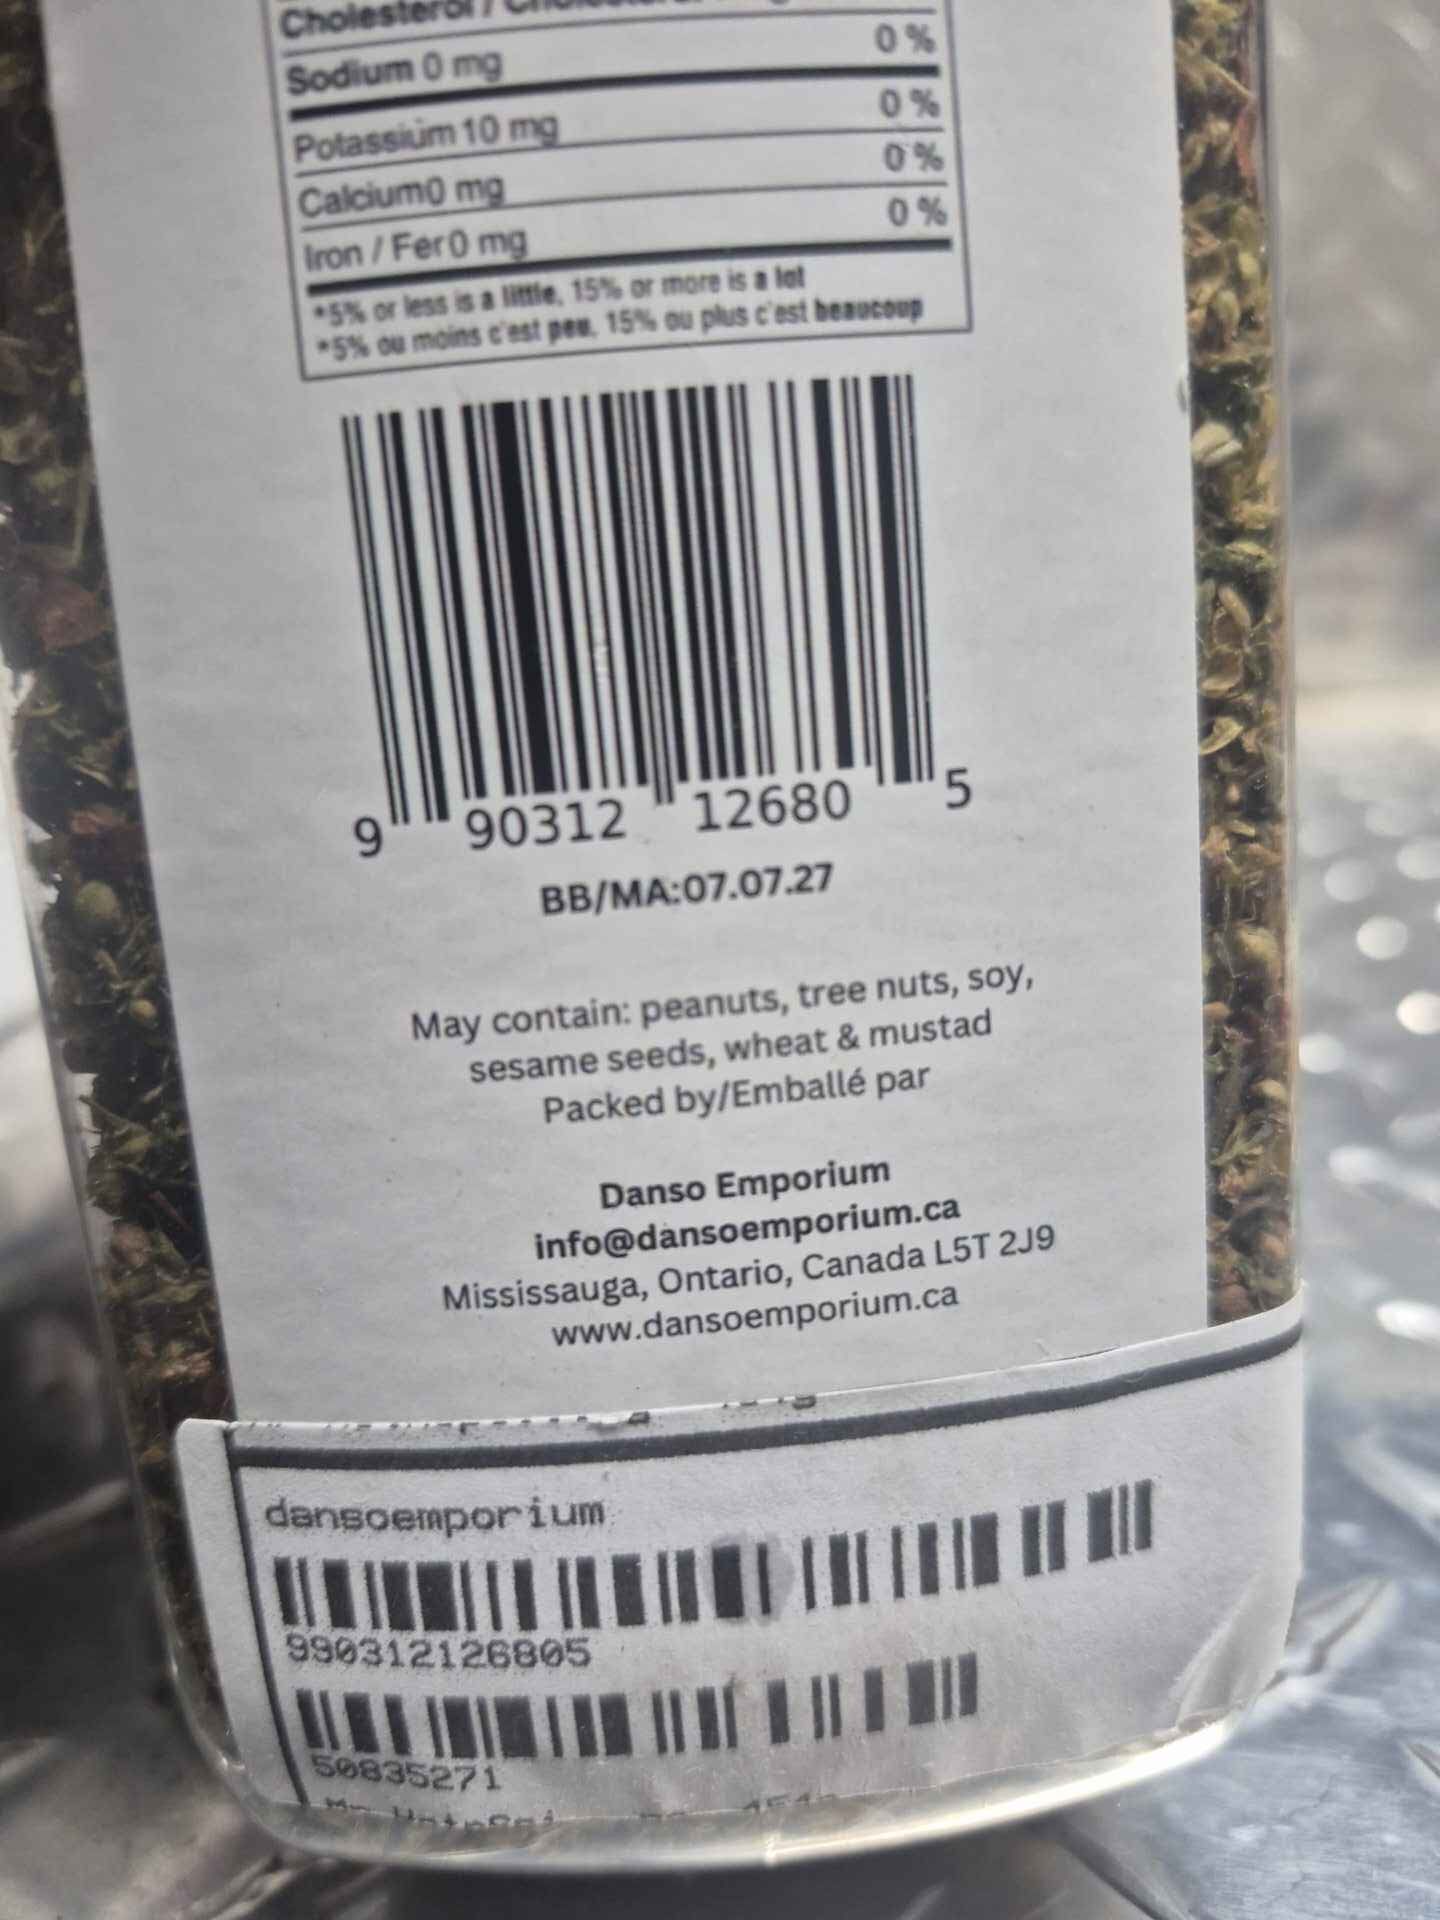 Cholesterol /
Sodium 0 mg 0 %
Potassium 10 mg 0 %
Calcium0 mg 0 %
Iron / Fer 0 mg 0 %
*5% or less is a little, 15% or more is a lot
*5% ou moins c'est peu, 15% ou plus c'est beaucoup
9 90312 12680 5
BB/MA:07.07.27
May contain: peanuts, tree nuts, soy,
sesame seeds, wheat & mustad
Packed by/Emballé par
Danso Emporium
info@dansoemporium.ca
Mississauga, Ontario, Canada L5T 2J9
www.dansoemporium.ca
dansoemporium
990312126805
50835271